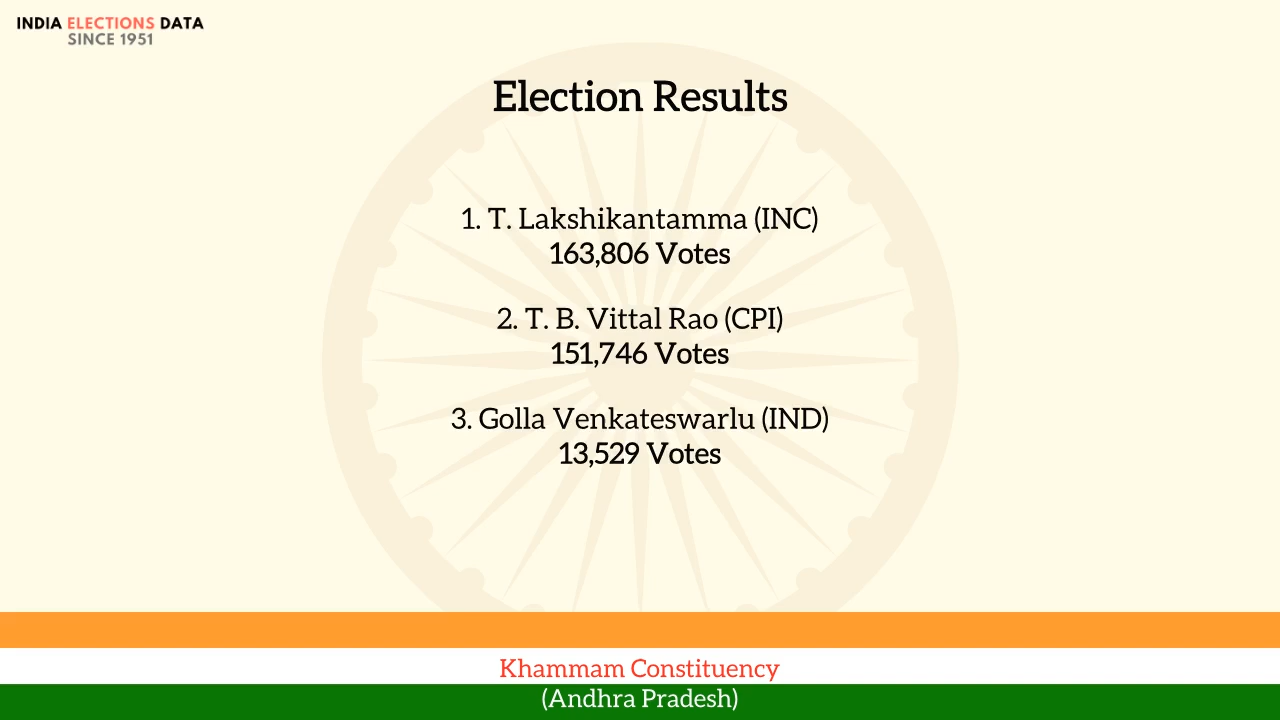 INDIA ELECTIONS DATA
SINCE 1951
Election Results
1. T. Lakshikantamma (INC)
163,806 Votes
2. T. B. Vittal Rao (CPI)
151,746 Votes
3. Golla Venkateswarlu (IND)
13,529 Votes
Khammam Constituency
(Andhra Pradesh)